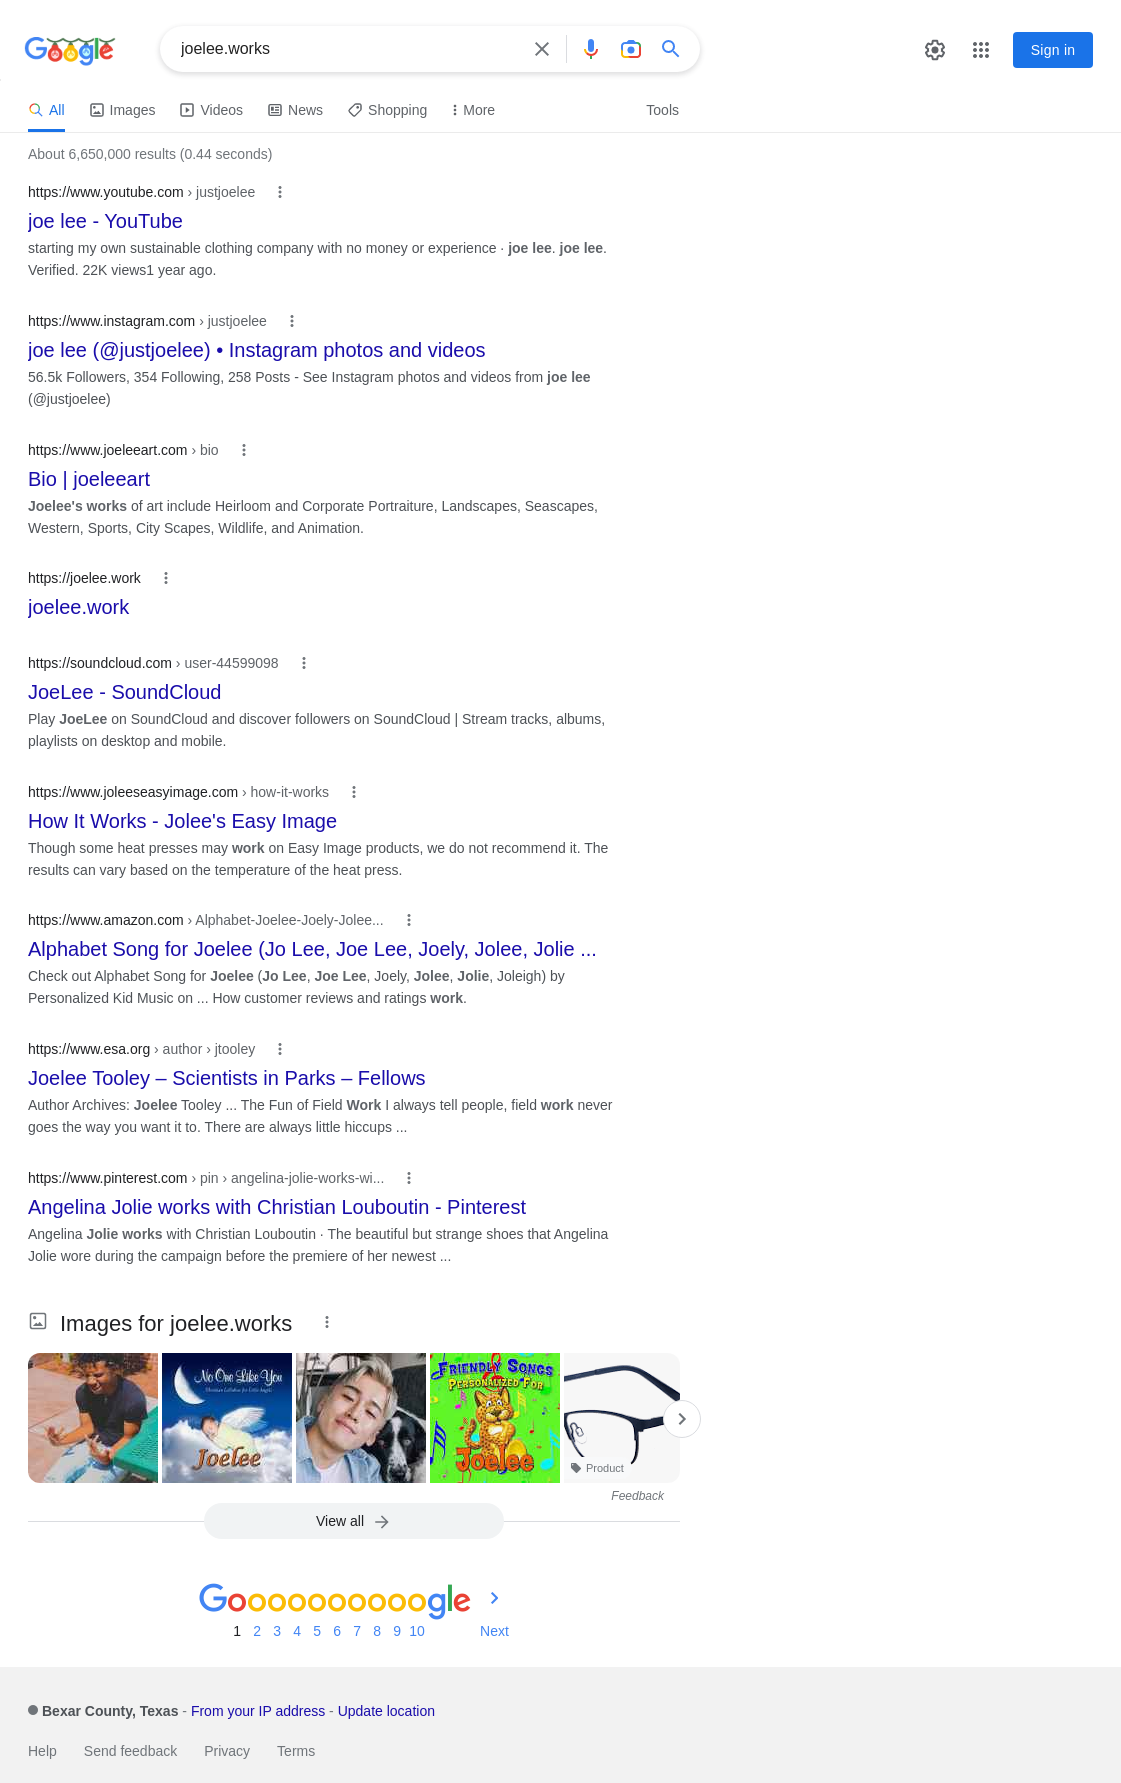 Google
joelee.works
Sign in
All Images Videos News Shopping More Tools
About 6,650,000 results (0.44 seconds)
https://www.youtube.com › justjoelee
joe lee - YouTube
starting my own sustainable clothing company with no money or experience · joe lee. joe lee.
Verified. 22K views1 year ago.
https://www.instagram.com › justjoelee
joe lee (@justjoelee) • Instagram photos and videos
56.5k Followers, 354 Following, 258 Posts - See Instagram photos and videos from joe lee
(@justjoelee)
https://www.joeleeart.com › bio
Bio | joeleeart
Joelee's works of art include Heirloom and Corporate Portraiture, Landscapes, Seascapes,
Western, Sports, City Scapes, Wildlife, and Animation.
https://joelee.work
joelee.work
https://soundcloud.com › user-44599098
JoeLee - SoundCloud
Play JoeLee on SoundCloud and discover followers on SoundCloud | Stream tracks, albums,
playlists on desktop and mobile.
https://www.joleeseasyimage.com › how-it-works
How It Works - Jolee's Easy Image
Though some heat presses may work on Easy Image products, we do not recommend it. The
results can vary based on the temperature of the heat press.
https://www.amazon.com › Alphabet-Joelee-Joely-Jolee...
Alphabet Song for Joelee (Jo Lee, Joe Lee, Joely, Jolee, Jolie ...
Check out Alphabet Song for Joelee (Jo Lee, Joe Lee, Joely, Jolee, Jolie, Joleigh) by
Personalized Kid Music on ... How customer reviews and ratings work.
https://www.esa.org › author › jtooley
Joelee Tooley – Scientists in Parks – Fellows
Author Archives: Joelee Tooley ... The Fun of Field Work I always tell people, field work never
goes the way you want it to. There are always little hiccups ...
https://www.pinterest.com › pin › angelina-jolie-works-wi...
Angelina Jolie works with Christian Louboutin - Pinterest
Angelina Jolie works with Christian Louboutin · The beautiful but strange shoes that Angelina
Jolie wore during the campaign before the premiere of her newest ...
Images for joelee.works
No One Like You
Christian Lullabies for Little Angels
Joelee
FRIENDLY SONGS
PERSONALIZED FOR
JOELEE
Product
Feedback
View all
Goooooooooogle
1 2 3 4 5 6 7 8 9 10 Next
Bexar County, Texas - From your IP address - Update location
Help Send feedback Privacy Terms